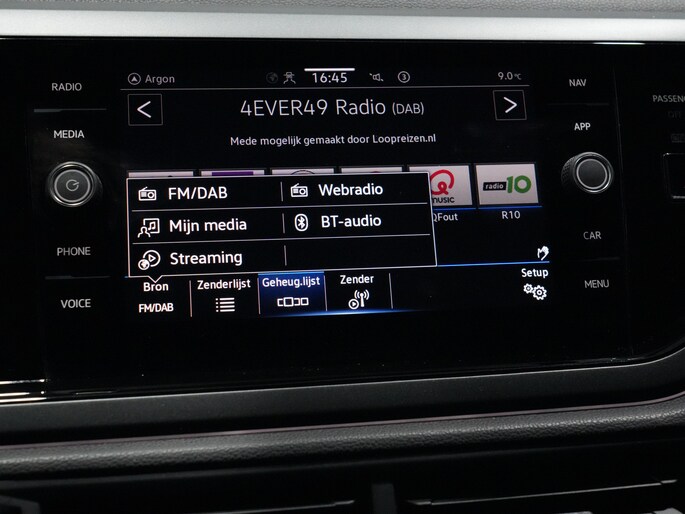 RADIO
MEDIA
PHONE
VOICE
Argon
16:45
3
9.0°C
4EVER49 Radio (DAB)
Mede mogelijk gemaakt door Loopreizen.nl
FM/DAB
Webradio
Mijn media
BT-audio
Streaming
Q
music
QFout
radio 10
R10
Bron
FM/DAB
Zenderlijst
Geheug.lijst
Zender
Setup
NAV
APP
CAR
MENU